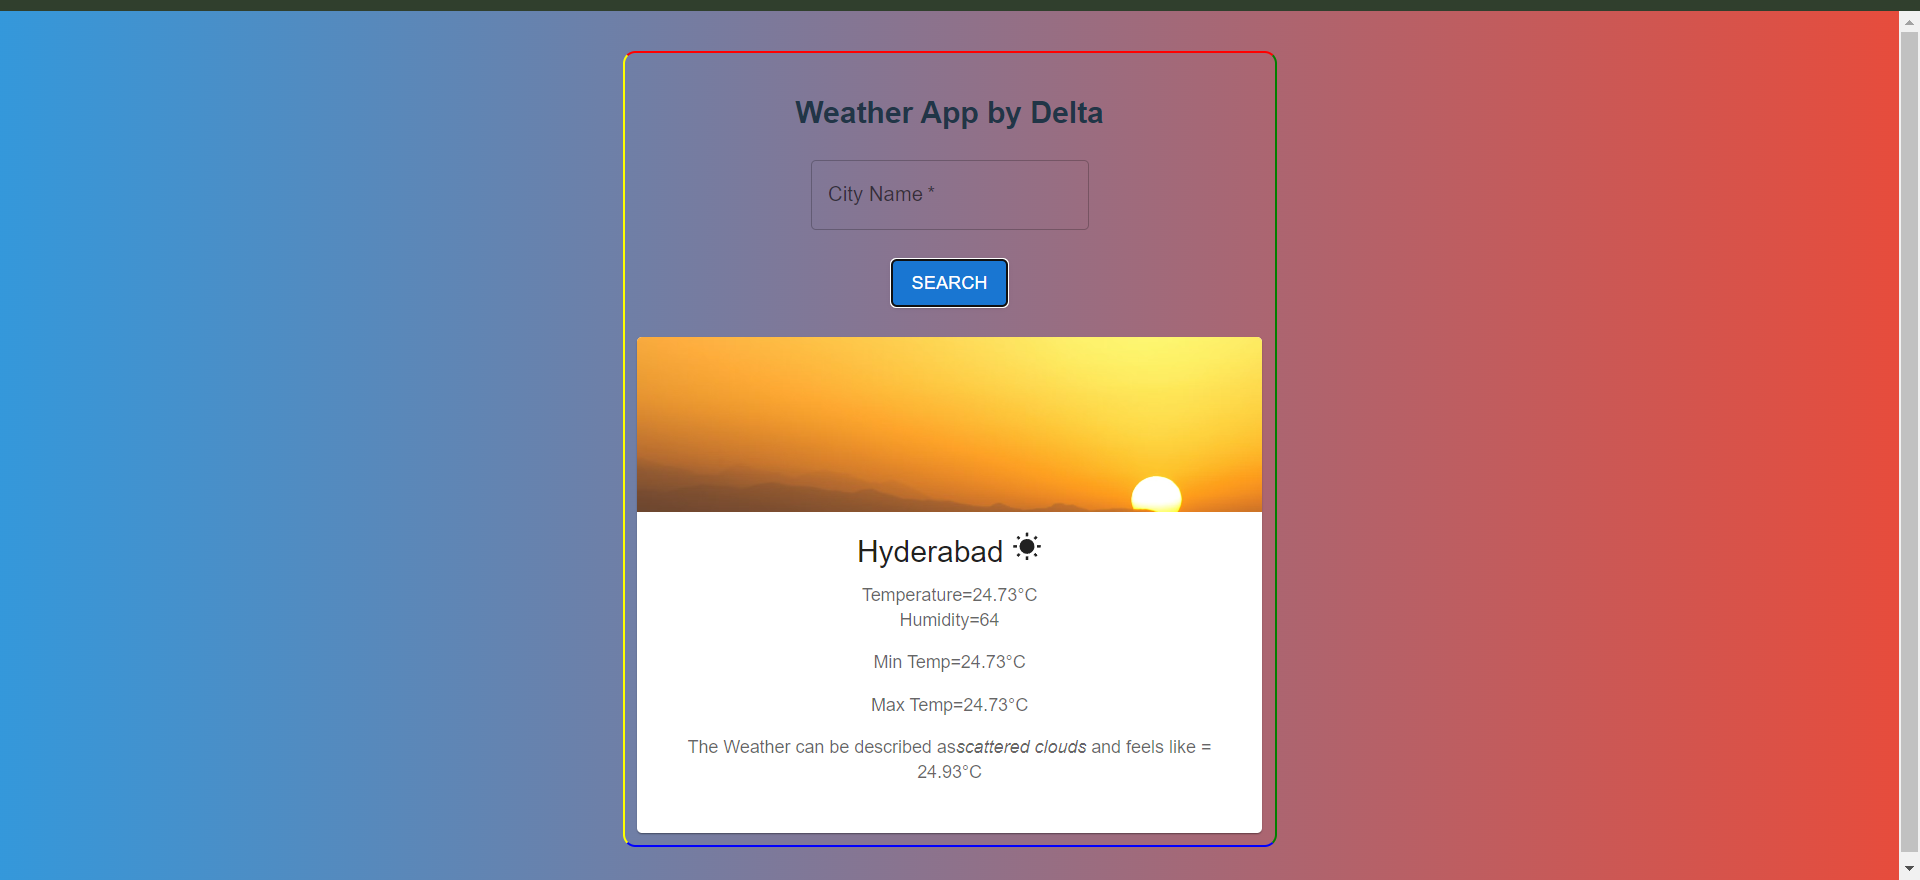 Weather App by Delta
City Name *
SEARCH
Hyderabad
Temperature=24.73°C
Humidity=64
Min Temp=24.73°C
Max Temp=24.73°C
The Weather can be described asscattered clouds and feels like =
24.93°C